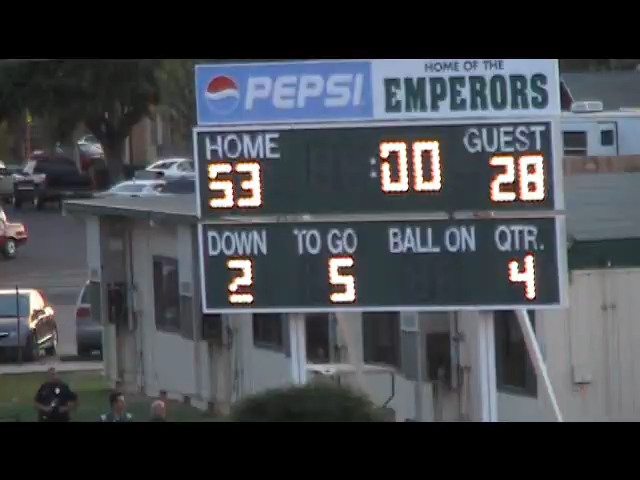 PEPSI
HOME OF THE
EMPERORS
HOME :00 GUEST
53 28
DOWN TO GO BALL ON QTR.
2 5 4